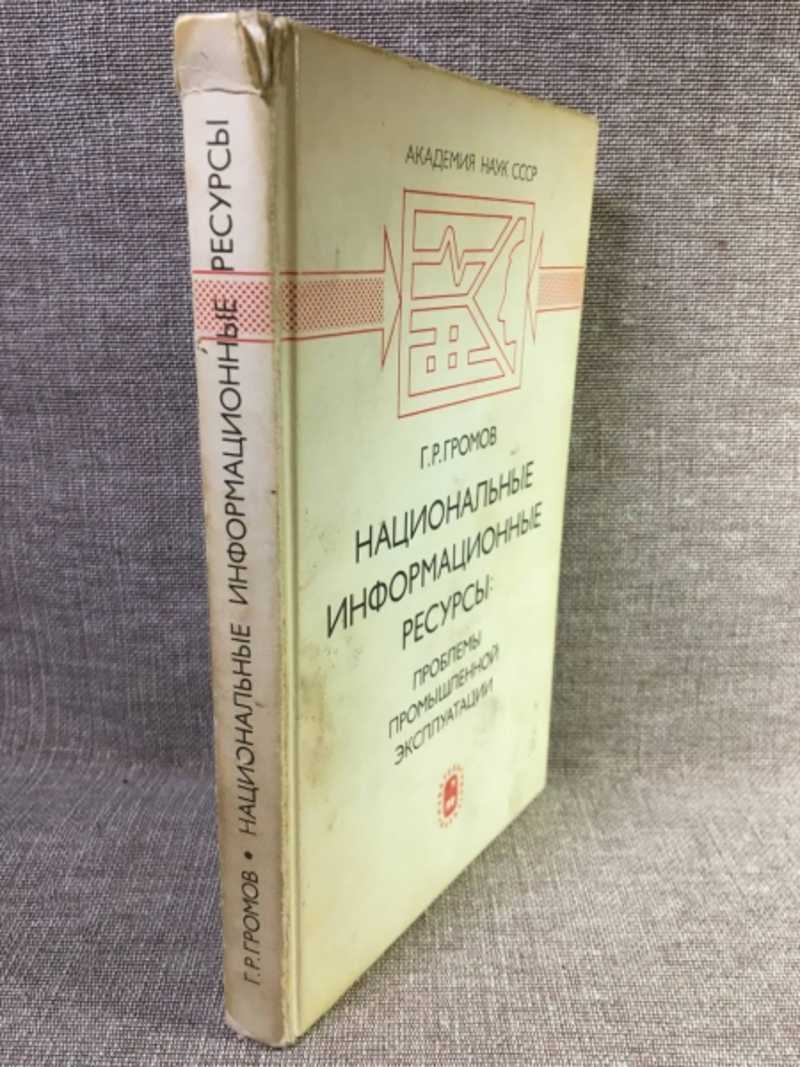 Г.Р.ГРОМОВ • НАЦИОНАЛЬНЫЕ ИНФОРМАЦИОННЫЕ РЕСУРСЫ
АКАДЕМИЯ НАУК СССР
Г.Р.ГРОМОВ
НАЦИОНАЛЬНЫЕ
ИНФОРМАЦИОННЫЕ
РЕСУРСЫ:
ПРОБЛЕМЫ
ПРОМЫШЛЕННОЙ
ЭКСПЛУАТАЦИИ